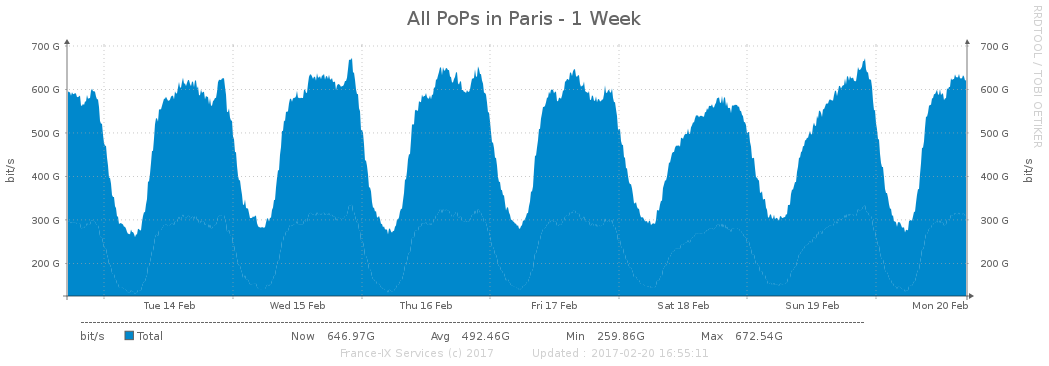 All PoPs in Paris - 1 Week
RRDTOOL / TOBI OETIKER
bit/s
700 G
600 G
500 G
400 G
300 G
200 G
700 G
600 G
500 G
400 G
300 G
200 G
bit/s
Tue 14 Feb Wed 15 Feb Thu 16 Feb Fri 17 Feb Sat 18 Feb Sun 19 Feb Mon 20 Feb
bit/s Total Now 646.97G Avg 492.46G Min 259.86G Max 672.54G
France-IX Services (c) 2017 Updated : 2017-02-20 16:55:11